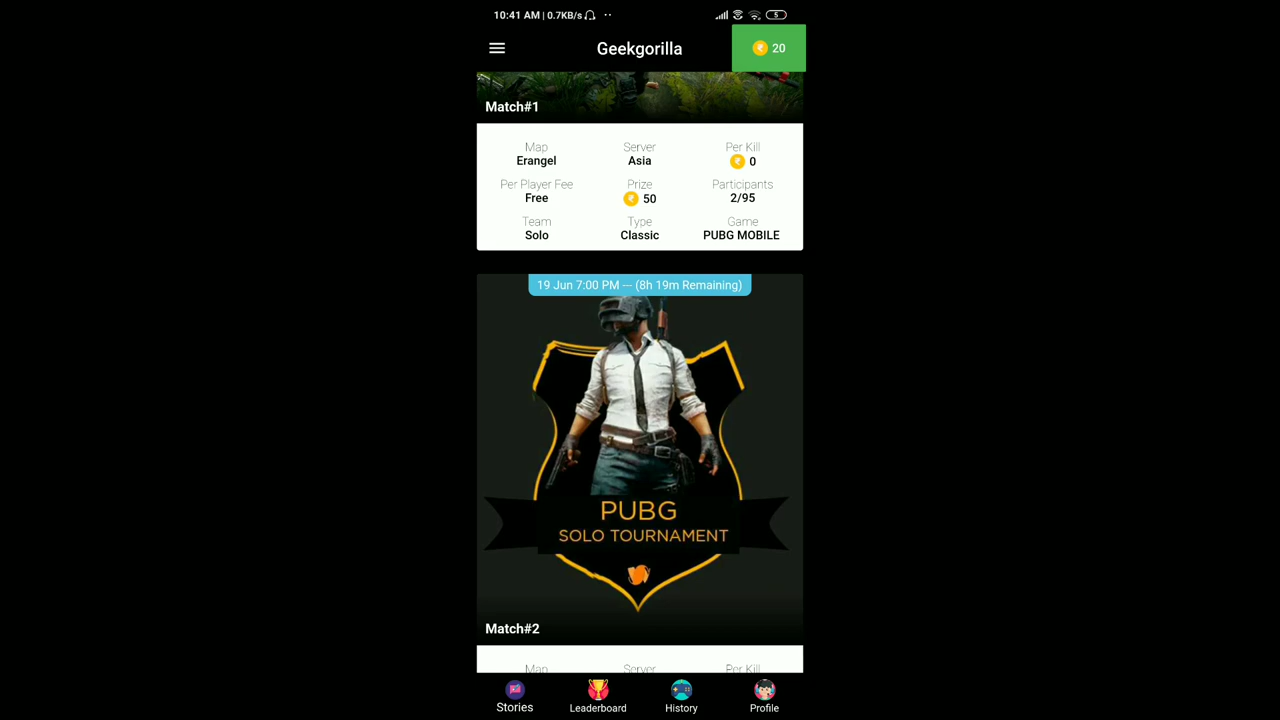 10:41 AM | 0.7KB/s
5
Geekgorilla
₹ 20
Match#1
Map Server Per Kill
Erangel Asia ₹ 0
Per Player Fee Prize Participants
Free ₹ 50 2/95
Team Type Game
Solo Classic PUBG MOBILE
19 Jun 7:00 PM — (8h 19m Remaining)
PUBG
SOLO TOURNAMENT
Match#2
Map Server Per Kill
Stories Leaderboard History Profile